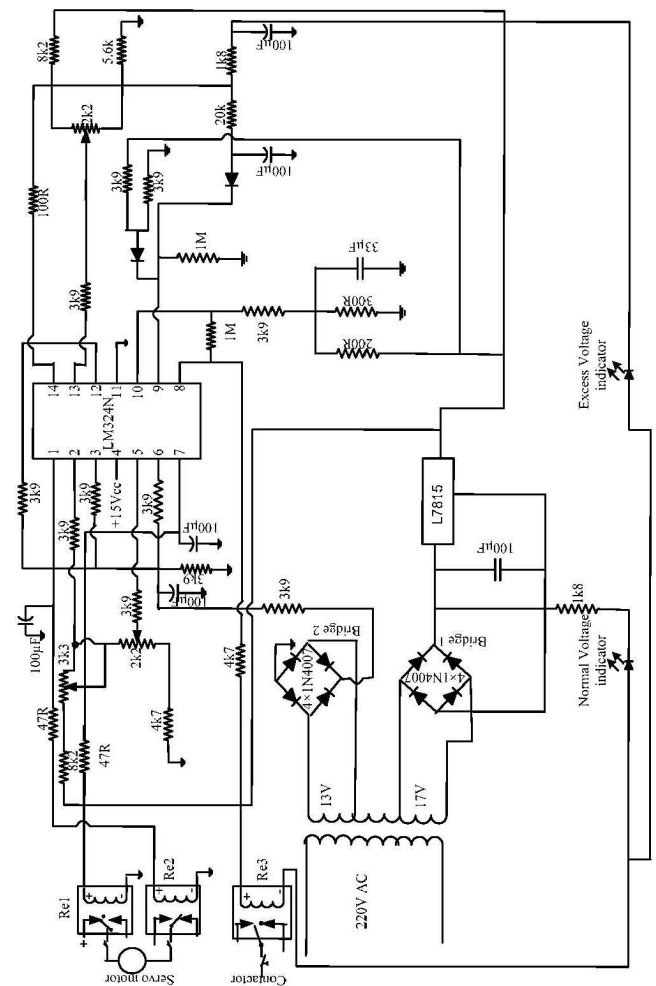 8k2
5.6k
2k2
100R
3k9
3k9
3k9
1k8
100µF
20k
100µF
1M
33µF
300R
200R
3k9
1M
14
13
12
11
10
9
8
LM324N
1
2
3
4
5
6
7
3k9
3k9
3k9
+15Vcc
3k9
3k9
3k9
100µF
100µF
100µF
3k3
47R
8k2
47R
2k2
4k7
4k7
3k9
Bridge 2
4×1N4007
Bridge 1
4×1N4007
L7815
100µF
1k8
Normal Voltage
indicator
Excess Voltage
indicator
13V
17V
220V AC
Re1
Re2
Re3
+
-
+
-
+
-
+
Servo motor
Contactor